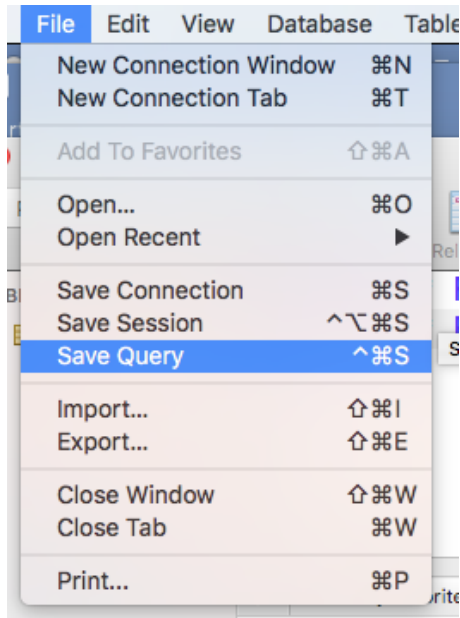 File Edit View Database Table
New Connection Window ⌘N
New Connection Tab ⌘T
Add To Favorites ⇧⌘A
Open... ⌘O
Open Recent ▶
Save Connection ⌘S
Save Session ^⌥⌘S
Save Query ^⌘S
Import... ⇧⌘I
Export... ⇧⌘E
Close Window ⇧⌘W
Close Tab ⌘W
Print... ⌘P